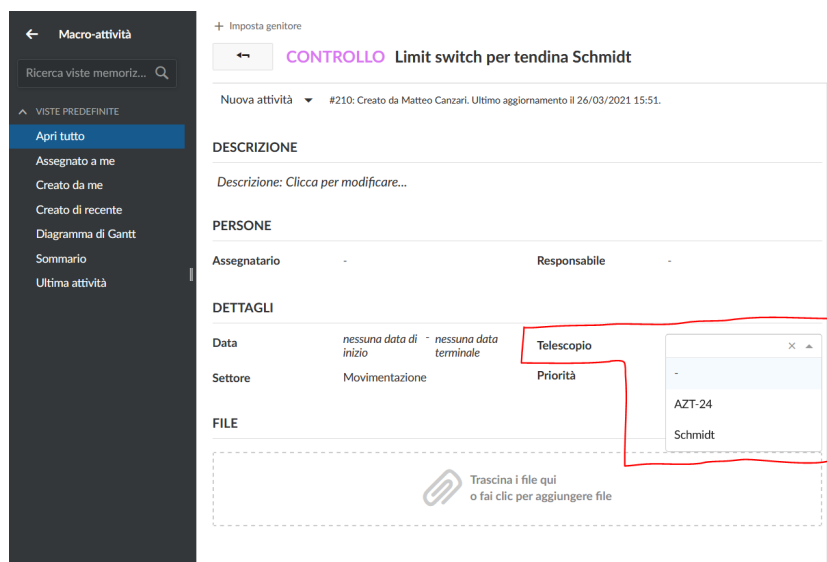 Macro-attività
Ricerca viste memoriz...
VISTE PREDEFINITE
Apri tutto
Assegnato a me
Creato da me
Creato di recente
Diagramma di Gantt
Sommario
Ultima attività
+ Imposta genitore
CONTROLLO Limit switch per tendina Schmidt
Nuova attività #210: Creato da Matteo Canzari. Ultimo aggiornamento il 26/03/2021 15:51.
DESCRIZIONE
Descrizione: Clicca per modificare...
PERSONE
Assegnatario - Responsabile -
DETTAGLI
Data nessuna data di inizio - nessuna data terminale Telescopio
Settore Movimentazione Priorità
-
AZT-24
Schmidt
FILE
Trascina i file qui
o fai clic per aggiungere file